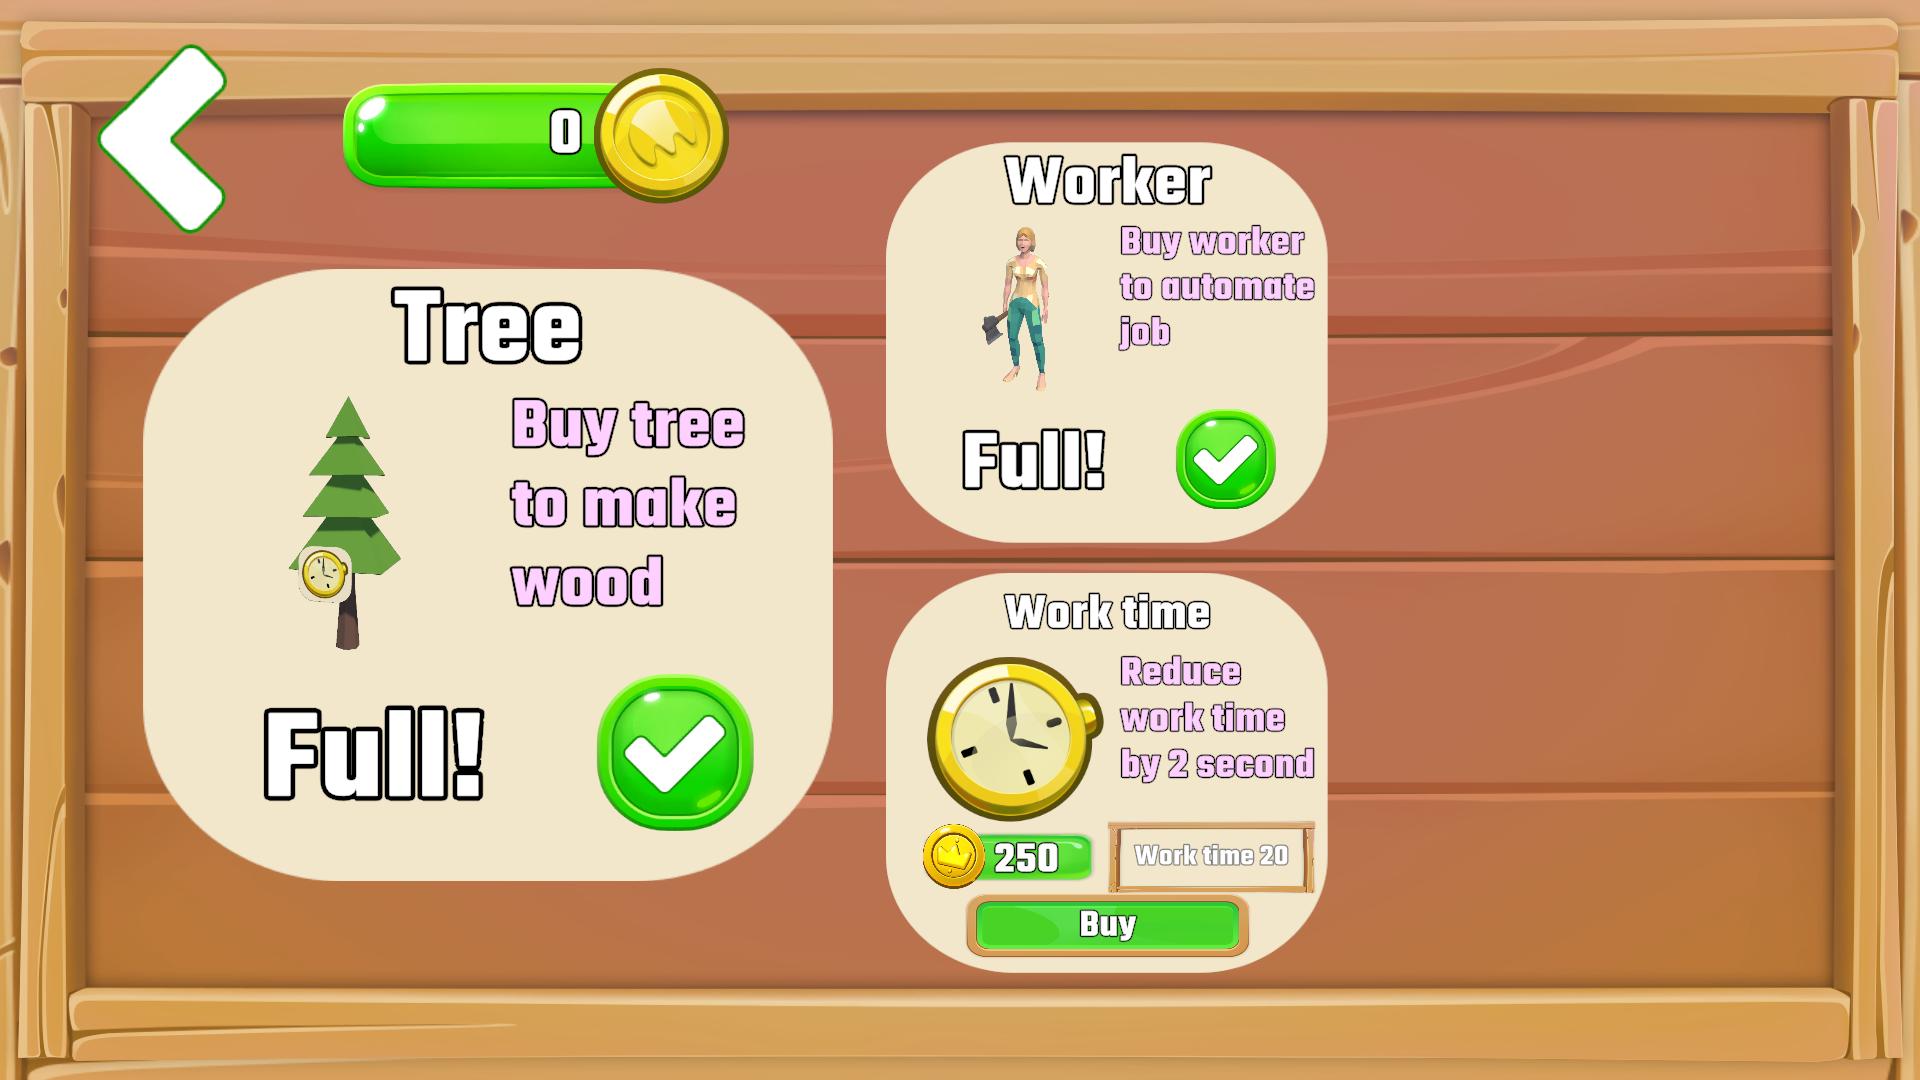 0
Tree
Buy tree
to make
wood
Full!
Worker
Buy worker
to automate
job
Full!
Work time
Reduce
work time
by 2 second
250
Work time 20
Buy